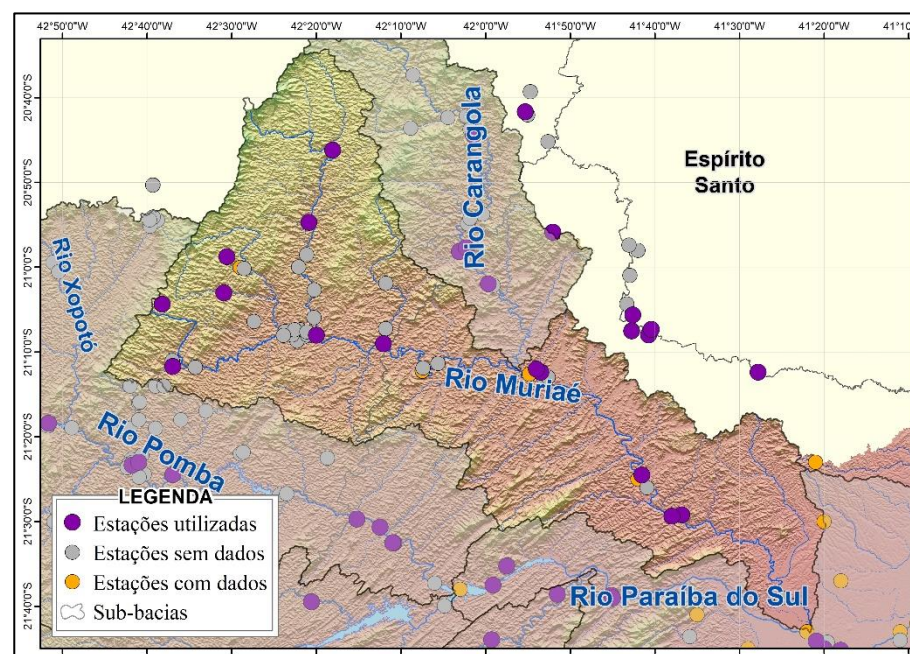 42°50'0"S
42°40'0"S
42°30'0"S
42°20'0"S
42°10'0"S
42°0'0"S
41°50'0"S
41°40'0"S
41°30'0"S
41°20'0"S
41°10'0
20°40'0"S
20°50'0"S
21°0'0"S
21°10'0"S
21°20'0"S
21°30'0"S
21°40'0"S
Rio Carangola
Espírito
Santo
Rio Xopotó
Rio Muriaé
Rio Pomba
Rio Paraíba do Sul
LEGENDA
Estações utilizadas
Estações sem dados
Estações com dados
Sub-bacias